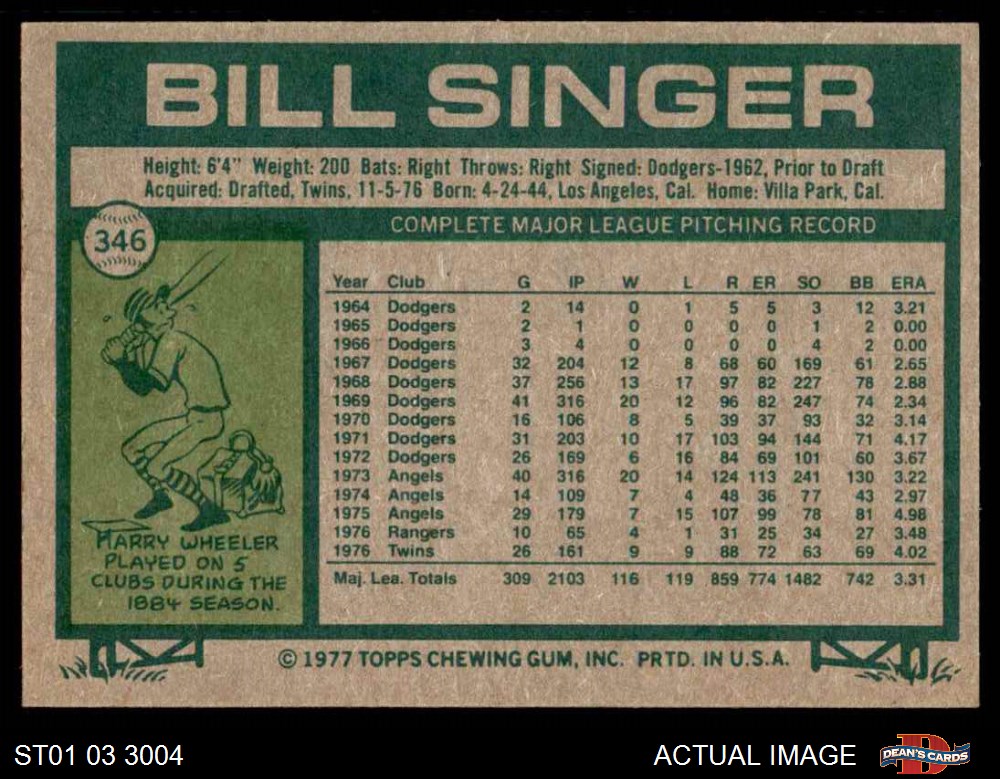 BILL SINGER
Height: 6'4" Weight: 200 Bats: Right Throws: Right Signed: Dodgers-1962, Prior to Draft
Acquired: Drafted, Twins, 11-5-76 Born: 4-24-44, Los Angeles, Cal. Home: Villa Park, Cal.
346
COMPLETE MAJOR LEAGUE PITCHING RECORD
Year Club G IP W L R ER SO BB ERA
1964 Dodgers 2 14 0 1 5 5 3 12 3.21
1965 Dodgers 2 1 0 0 0 0 1 2 0.00
1966 Dodgers 3 4 0 0 0 0 4 2 0.00
1967 Dodgers 32 204 12 8 68 60 169 61 2.65
1968 Dodgers 37 256 13 17 97 82 227 78 2.88
1969 Dodgers 41 316 20 12 96 82 247 74 2.34
1970 Dodgers 16 106 8 5 39 37 93 32 3.14
1971 Dodgers 31 203 10 17 103 94 144 71 4.17
1972 Dodgers 26 169 6 16 84 69 101 60 3.67
1973 Angels 40 316 20 14 124 113 241 130 3.22
1974 Angels 14 109 7 4 48 36 77 43 2.97
1975 Angels 29 179 7 15 107 99 78 81 4.98
1976 Rangers 10 65 4 1 31 25 34 27 3.48
1976 Twins 26 161 9 9 88 72 63 69 4.02
Maj. Lea. Totals 309 2103 116 119 859 774 1482 742 3.31
HARRY WHEELER
PLAYED ON 5
CLUBS DURING THE
1884 SEASON.
© 1977 TOPPS CHEWING GUM, INC. PRTD. IN U.S.A.
ST01 03 3004
ACTUAL IMAGE
D
DEAN'S CARDS